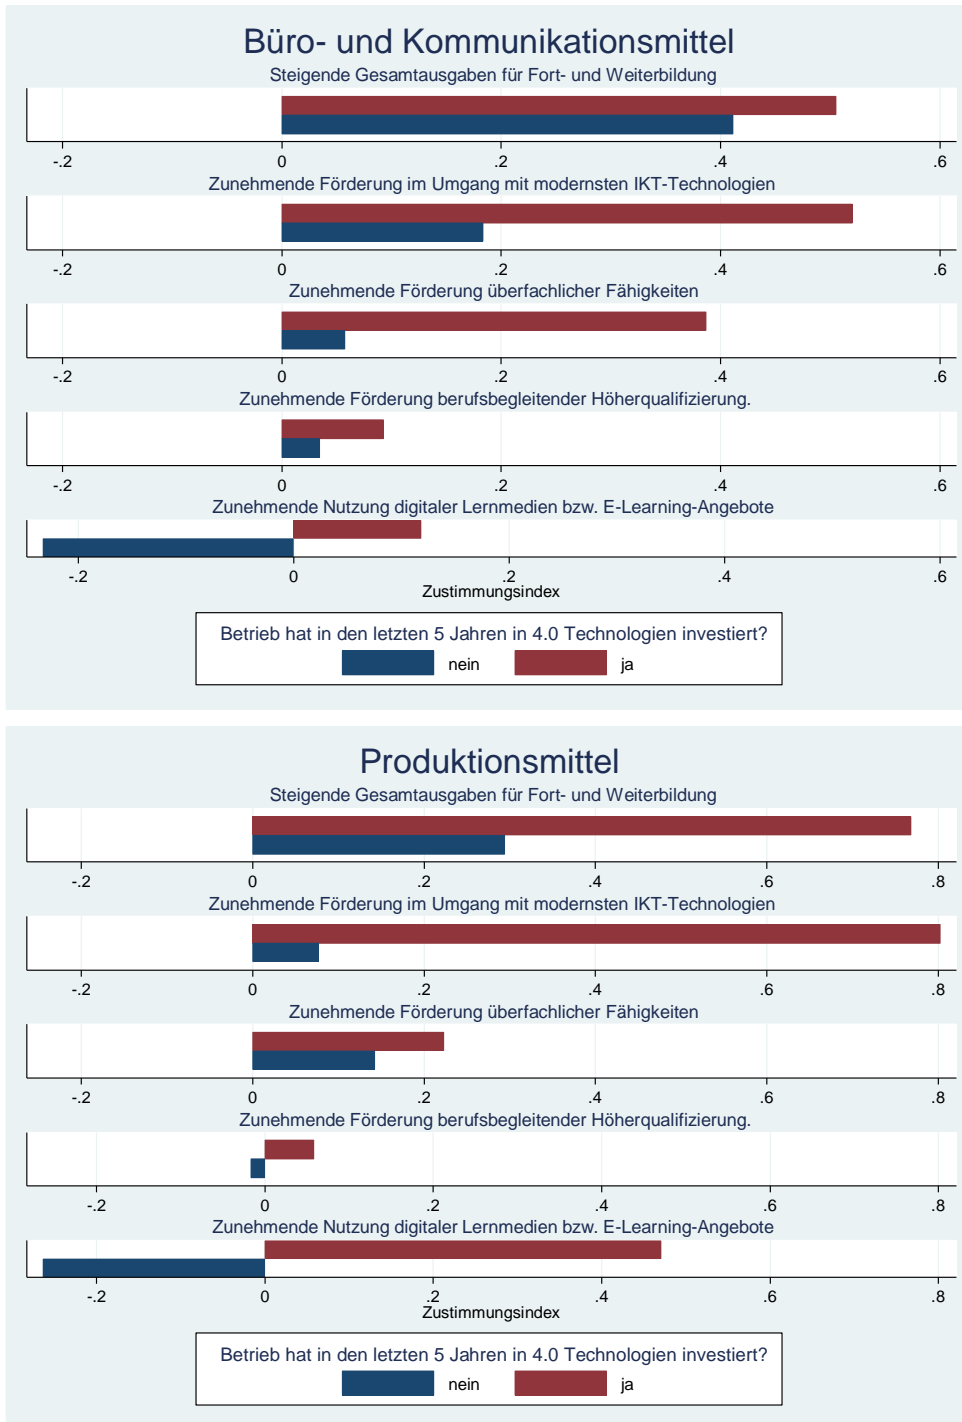 Büro- und Kommunikationsmittel
Steigende Gesamtausgaben für Fort- und Weiterbildung
-.2 0 .2 .4 .6
Zunehmende Förderung im Umgang mit modernsten IKT-Technologien
-.2 0 .2 .4 .6
Zunehmende Förderung überfachlicher Fähigkeiten
-.2 0 .2 .4 .6
Zunehmende Förderung berufsbegleitender Höherqualifizierung.
-.2 0 .2 .4 .6
Zunehmende Nutzung digitaler Lernmedien bzw. E-Learning-Angebote
-.2 0 .2 .4 .6
Zustimmungsindex
Betrieb hat in den letzten 5 Jahren in 4.0 Technologien investiert?
nein ja
Produktionsmittel
Steigende Gesamtausgaben für Fort- und Weiterbildung
-.2 0 .2 .4 .6 .8
Zunehmende Förderung im Umgang mit modernsten IKT-Technologien
-.2 0 .2 .4 .6 .8
Zunehmende Förderung überfachlicher Fähigkeiten
-.2 0 .2 .4 .6 .8
Zunehmende Förderung berufsbegleitender Höherqualifizierung.
-.2 0 .2 .4 .6 .8
Zunehmende Nutzung digitaler Lernmedien bzw. E-Learning-Angebote
-.2 0 .2 .4 .6 .8
Zustimmungsindex
Betrieb hat in den letzten 5 Jahren in 4.0 Technologien investiert?
nein ja